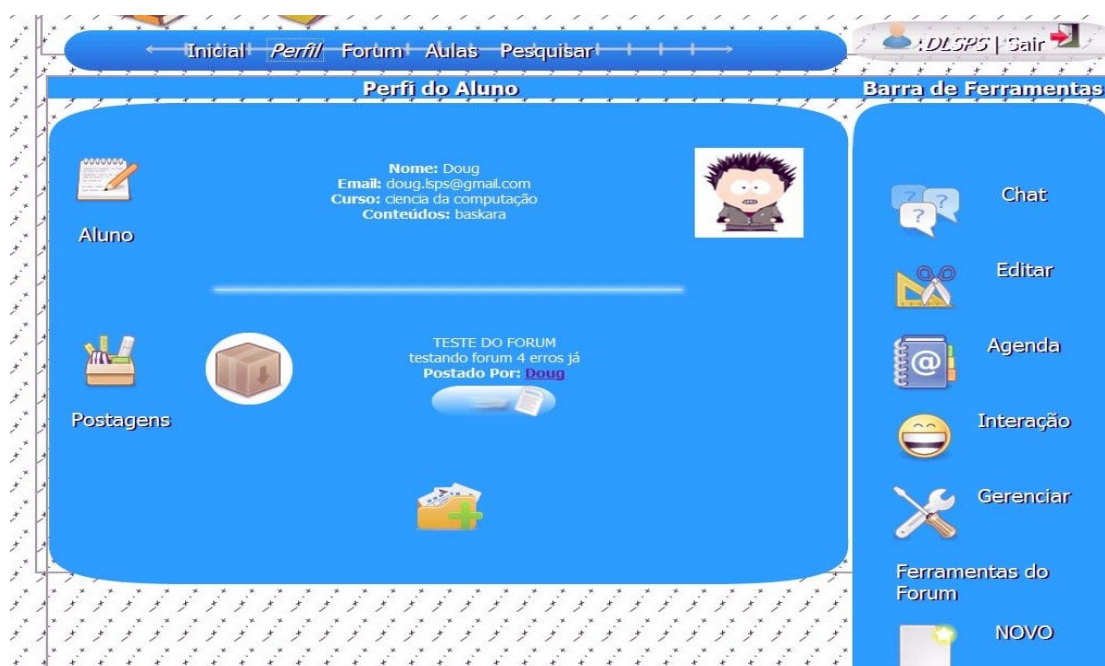 Inicial Perfil Forum Aulas Pesquisar
:DLSPS | Sair
Perfi do Aluno
Barra de Ferramentas
Aluno
Nome: Doug
Email: doug.lsps@gmail.com
Curso: ciencia da computação
Conteúdos: baskara
Postagens
TESTE DO FORUM
testando forum 4 erros já
Postado Por: Doug
Chat
Editar
Agenda
Interação
Gerenciar
Ferramentas do
Forum
NOVO